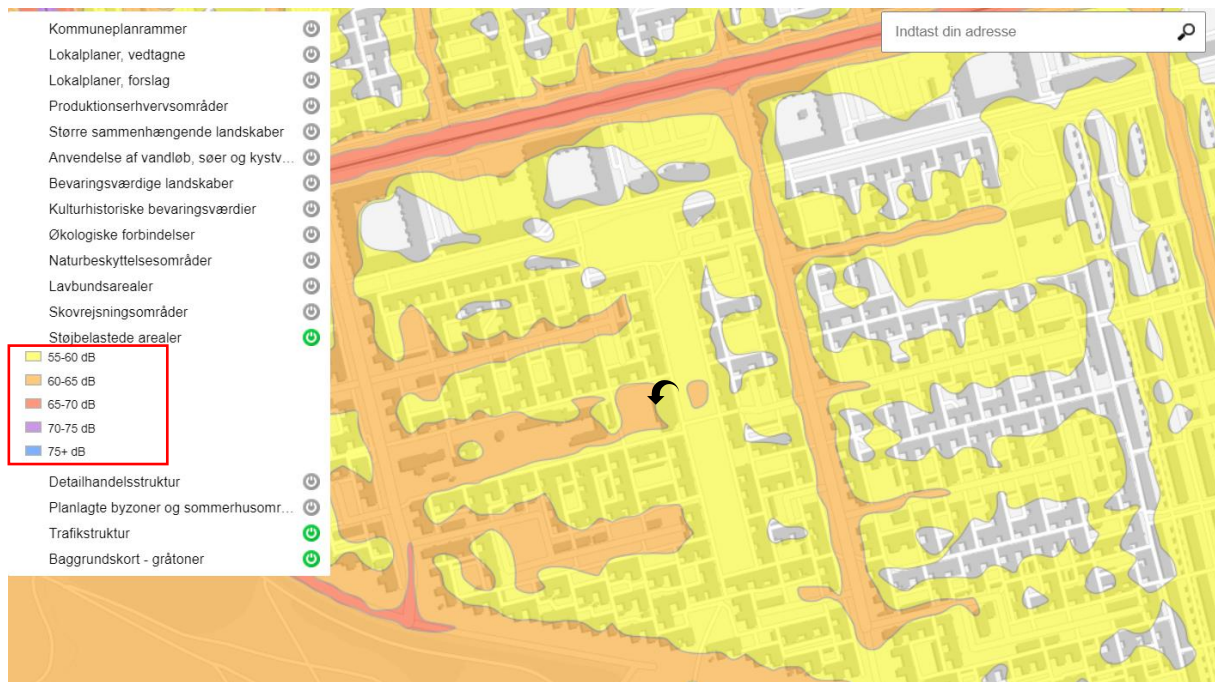 Kommuneplanrammer
Lokalplaner, vedtagne
Lokalplaner, forslag
Produktionserhvervsområder
Større sammenhængende landskaber
Anvendelse af vandløb, søer og kystv...
Bevaringsværdige landskaber
Kulturhistoriske bevaringsværdier
Økologiske forbindelser
Naturbeskyttelsesområder
Lavbundsarealer
Skovrejsningsområder
Støjbelastede arealer
55-60 dB
60-65 dB
65-70 dB
70-75 dB
75+ dB
Detailhandelsstruktur
Planlagte byzoner og sommerhusomr...
Trafikstruktur
Baggrundskort - gråtoner
Indtast din adresse